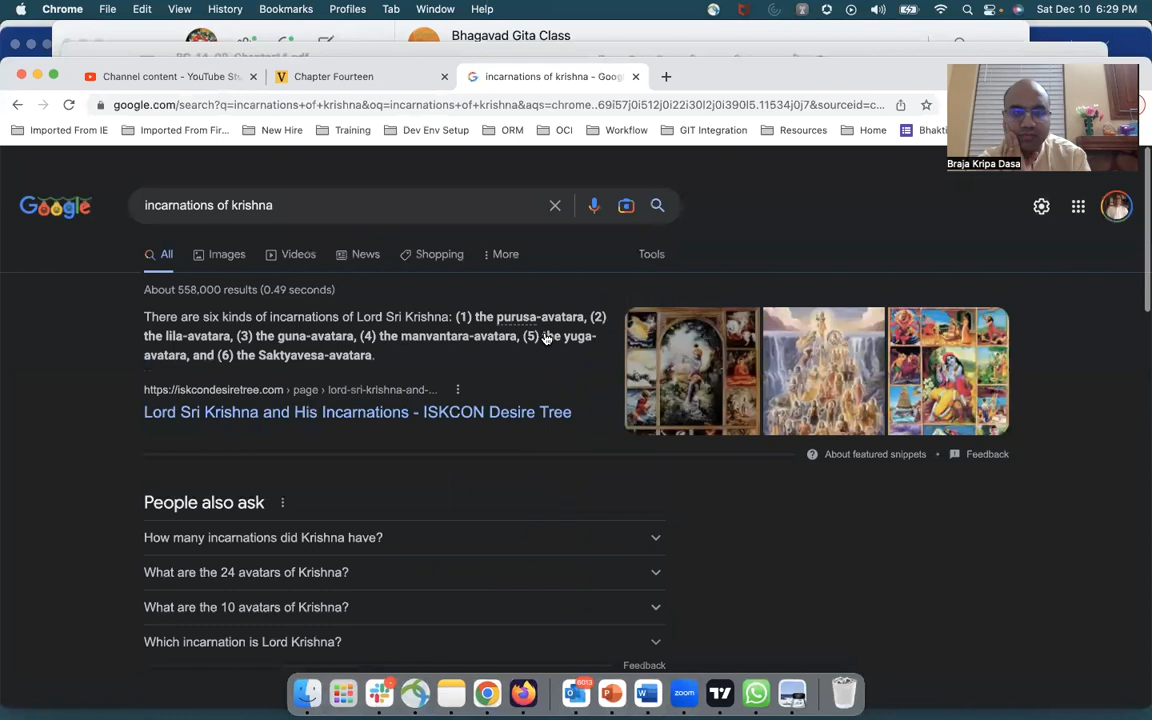 Chrome File Edit View History Bookmarks Profiles Tab Window Help Sat Dec 10 6:29 PM
Bhagavad Gita Class
Channel content - YouTube Stu Chapter Fourteen incarnations of krishna - Goog
google.com/search?q=incarnations+of+krishna&oq=incarnations+of+krishna&aqs=chrome..69i57j0i512j0i22i30l2j0i390l5.11534j0j7&sourceid=c...
Imported From IE Imported From Fir... New Hire Training Dev Env Setup ORM OCI Workflow GIT Integration Resources Home Bhakti
Braja Kripa Dasa
Google incarnations of krishna
All Images Videos News Shopping More Tools
About 558,000 results (0.49 seconds)
There are six kinds of incarnations of Lord Sri Krishna: (1) the purusa-avatara, (2)
the lila-avatara, (3) the guna-avatara, (4) the manvantara-avatara, (5) the yuga-
avatara, and (6) the Saktyavesa-avatara.
https://iskcondesiretree.com › page › lord-sri-krishna-and-...
Lord Sri Krishna and His Incarnations - ISKCON Desire Tree
About featured snippets • Feedback
People also ask
How many incarnations did Krishna have?
What are the 24 avatars of Krishna?
What are the 10 avatars of Krishna?
Which incarnation is Lord Krishna?
Feedback
6013
zoom